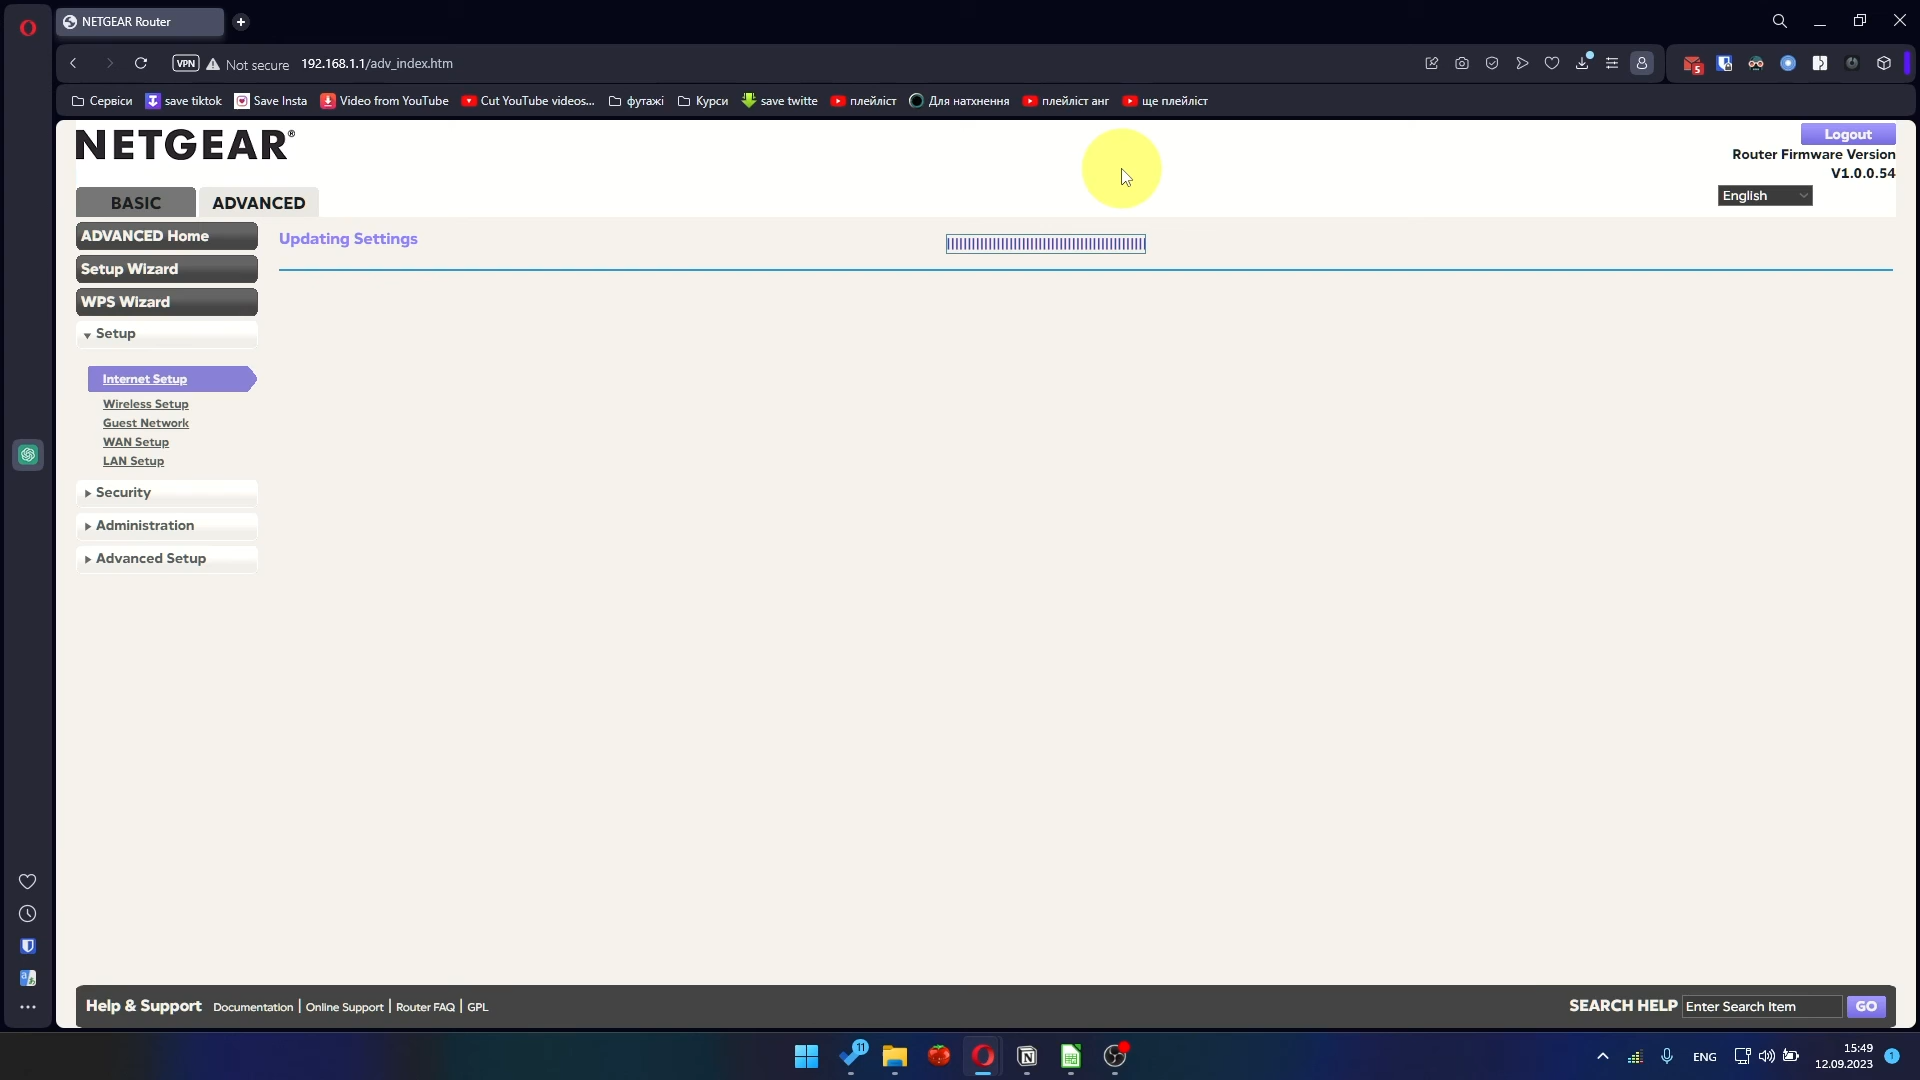 NETGEAR Router
VPN Not secure 192.168.1.1/adv_index.htm
5
Сервіси save tiktok Save Insta Video from YouTube Cut YouTube videos... футажі Курси save twitte плейліст Для натхнення плейліст анг ще плейліст
NETGEAR®
Logout
Router Firmware Version
V1.0.0.54
English
BASIC ADVANCED
ADVANCED Home
Updating Settings
Setup Wizard
WPS Wizard
Setup
Internet Setup
Wireless Setup
Guest Network
WAN Setup
LAN Setup
Security
Administration
Advanced Setup
Help & Support Documentation | Online Support | Router FAQ | GPL
SEARCH HELP Enter Search Item GO
11
ENG
15:49
12.09.2023
1